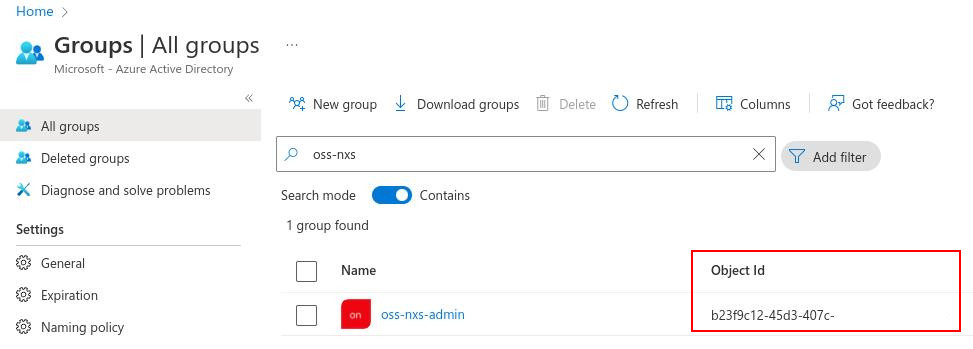 Home >
Groups | All groups ...
Microsoft - Azure Active Directory
«
All groups
Deleted groups
Diagnose and solve problems
Settings
General
Expiration
Naming policy
New group Download groups Delete Refresh Columns Got feedback?
oss-nxs
Add filter
Search mode Contains
1 group found
Name Object Id
on oss-nxs-admin b23f9c12-45d3-407c-